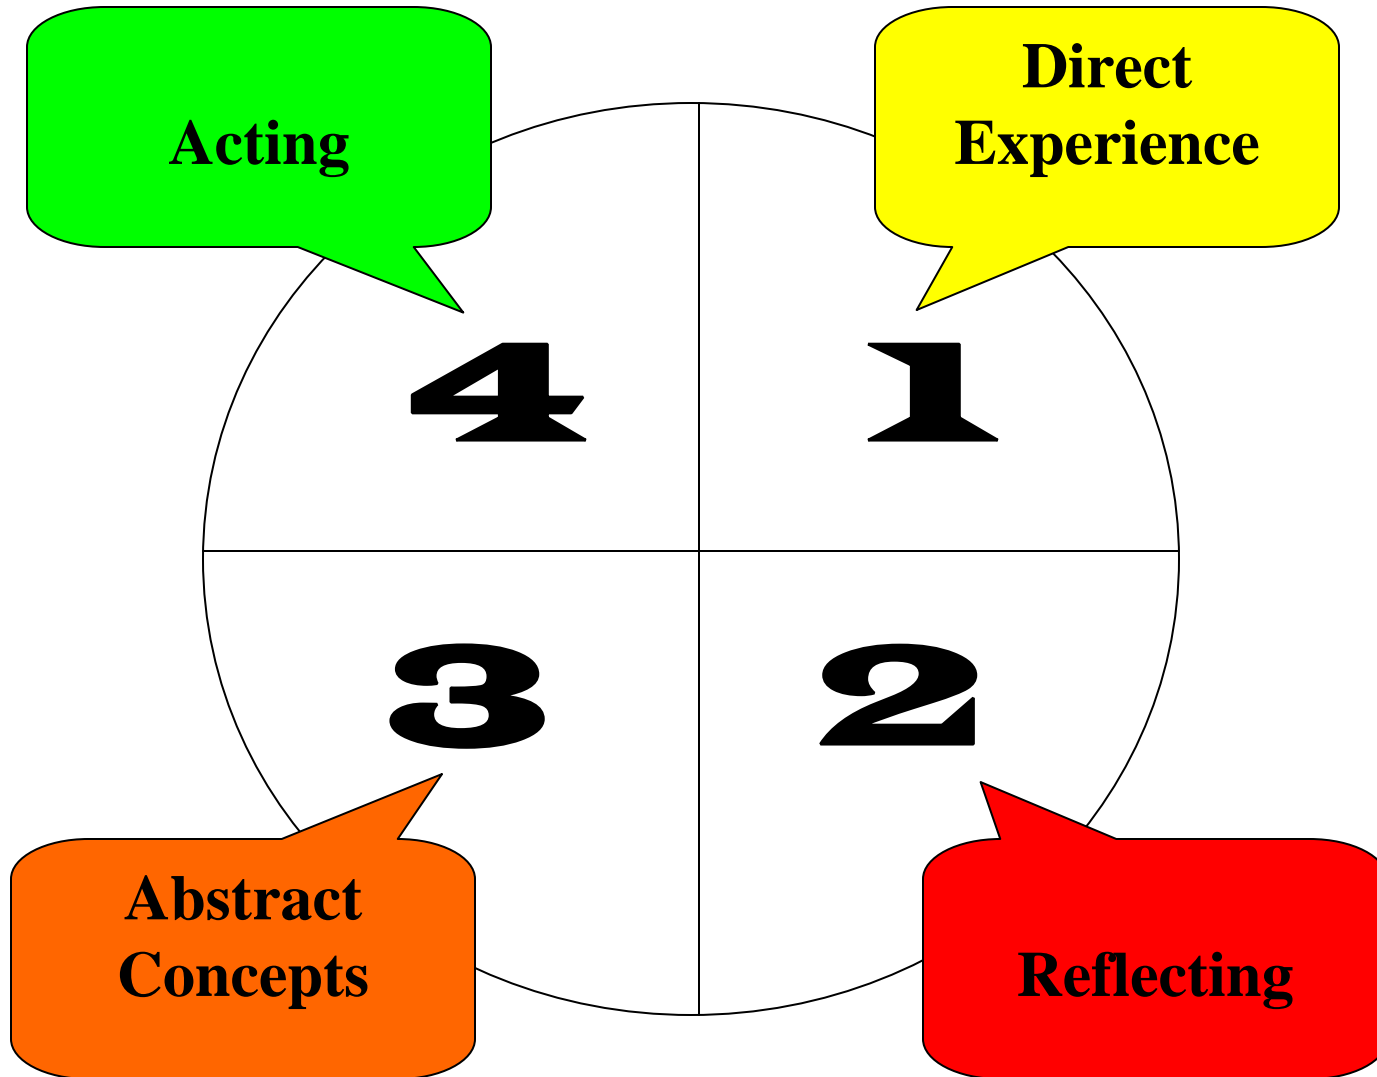 Acting
Direct
Experience
4
1
3
2
Abstract
Concepts
Reflecting